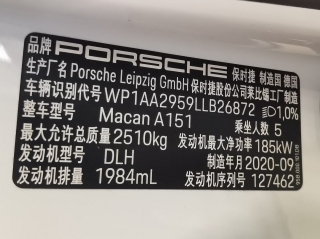 品牌 PORSCHE 保时捷 制造国 德国
生产厂名 Porsche Leipzig GmbH 保时捷股份公司莱比锡工厂制造
车辆识别代号 WP1AA2959LLB26872 1,0%
整车型号 Macan A151 乘坐人数 5
最大允许总质量 2510kg 发动机最大净功率 185kW
发动机型号 DLH 制造年月 2020-09
发动机排量 1984mL 发动机序列号 127462